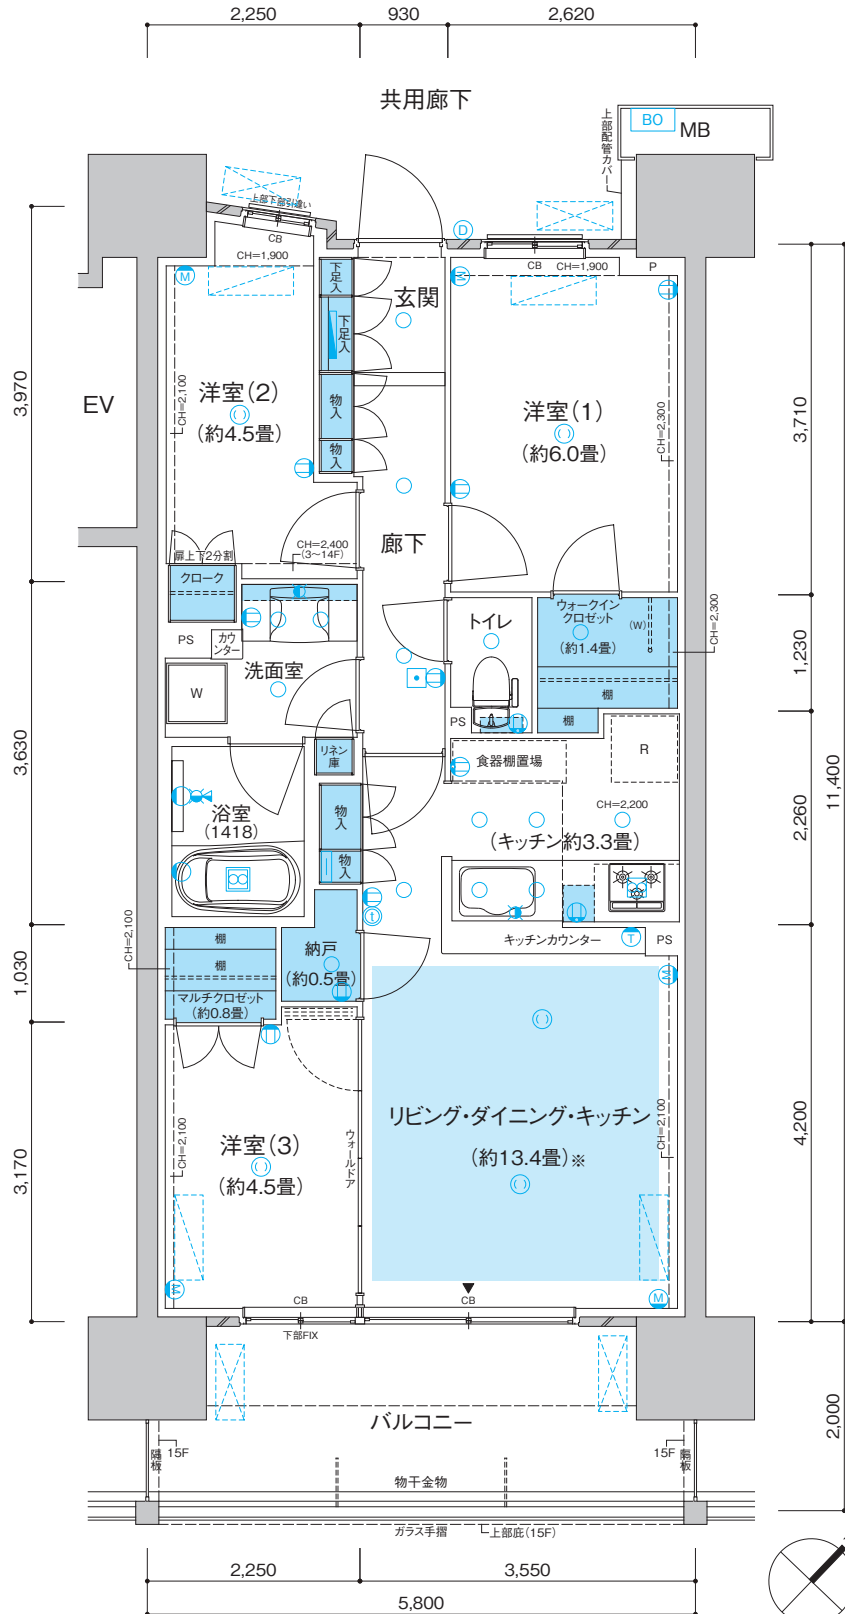 2,250
930
2,620
共用廊下
上部配管カバー
BO
MB
上部下部引違い
CB
CH=1,900
D
CB
CH=1,900
P
M
M
M
下足入
下足入
玄関
3,970
EV
洋室(2)
(約4.5畳)
CH=2,100
物入
物入
洋室(1)
(約6.0畳)
CH=2,300
3,710
廊下
CH=2,400
(3〜14F)
扉上下2分割
クローク
PS
カウンター
洗面室
W
トイレ
ウォークイン
クロゼット
(約1.4畳)
(W)
棚
棚
CH=2,300
1,230
PS
リネン庫
食器棚置場
R
3,630
浴室
(1418)
物入
物入
CH=2,200
(キッチン約3.3畳)
2,260
11,400
t
キッチンカウンター
T
PS
CH=2,100
棚
棚
マルチクロゼット
(約0.8畳)
納戸
(約0.5畳)
1,030
M
リビング・ダイニング・キッチン
(約13.4畳)※
CH=2,100
4,200
洋室(3)
(約4.5畳)
CH=2,100
ウォールドア
3,170
M
M
CB
CB
下部FIX
バルコニー
2,000
隔板
15F
15F
隔板
物干金物
ガラス手摺
上部庇(15F)
2,250
3,550
5,800